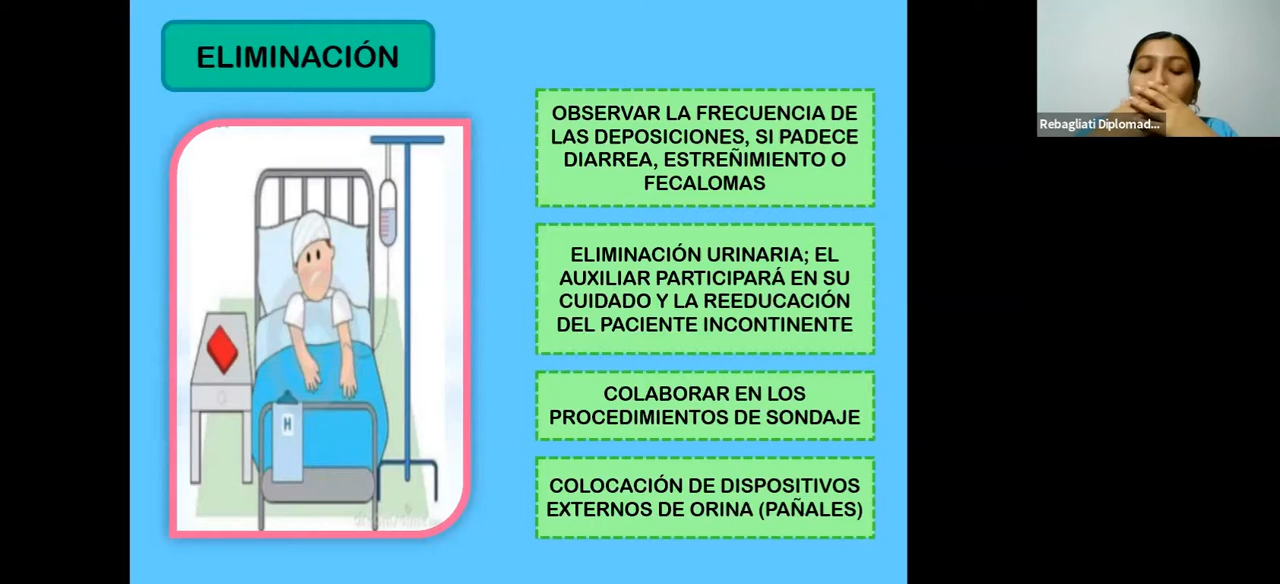 ELIMINACIÓN
OBSERVAR LA FRECUENCIA DE
LAS DEPOSICIONES, SI PADECE
DIARREA, ESTREÑIMIENTO O
FECALOMAS
ELIMINACIÓN URINARIA; EL
AUXILIAR PARTICIPARÁ EN SU
CUIDADO Y LA REEDUCACIÓN
DEL PACIENTE INCONTINENTE
COLABORAR EN LOS
PROCEDIMIENTOS DE SONDAJE
COLOCACIÓN DE DISPOSITIVOS
EXTERNOS DE ORINA (PAÑALES)
H
Rebagliati Diplomad...